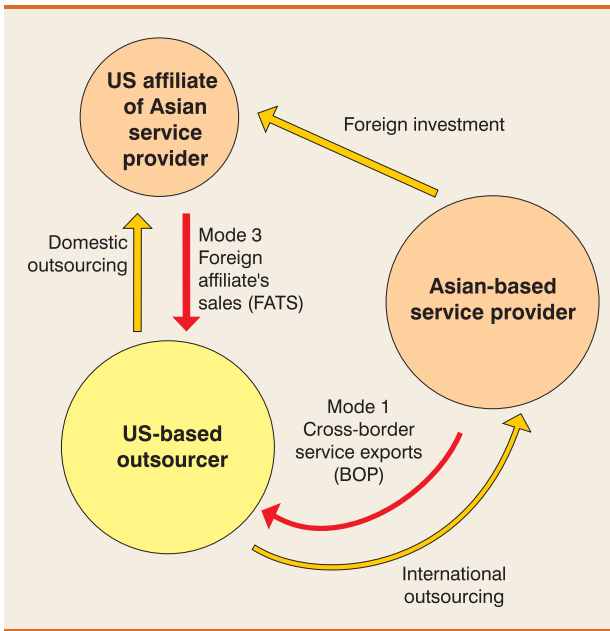 US affiliate
of Asian
service
provider
Foreign investment
Domestic
outsourcing
Mode 3
Foreign
affiliate's
sales (FATS)
Asian-based
service provider
US-based
outsourcer
Mode 1
Cross-border
service exports
(BOP)
International
outsourcing